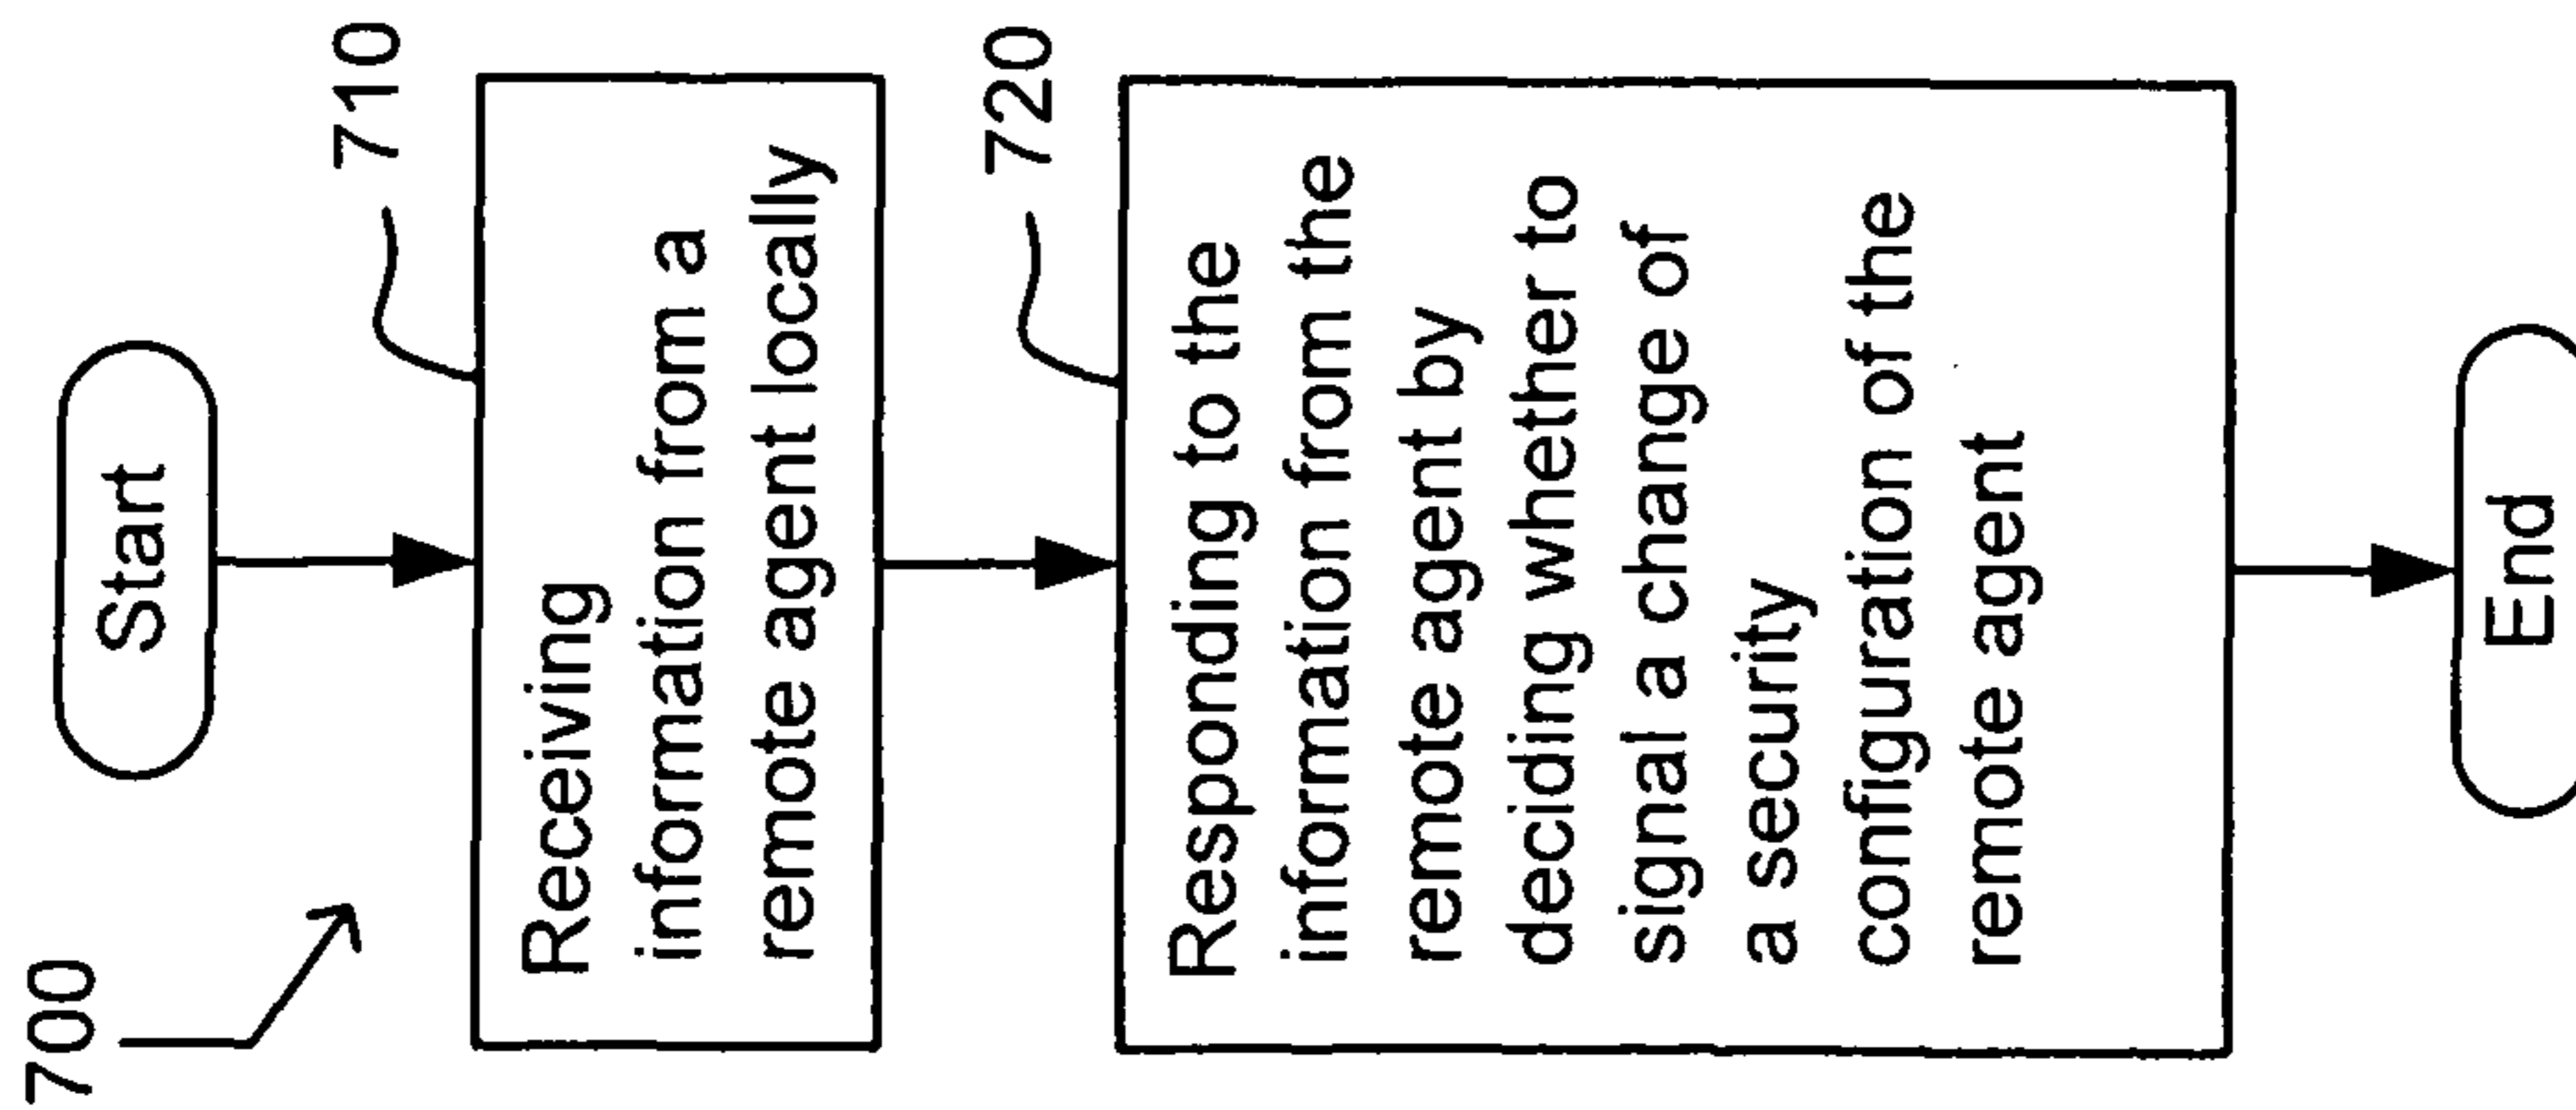 700
Start
710
Receiving
information from a
remote agent locally
720
Responding to the
information from the
remote agent by
deciding whether to
signal a change of
a security
configuration of the
remote agent
End